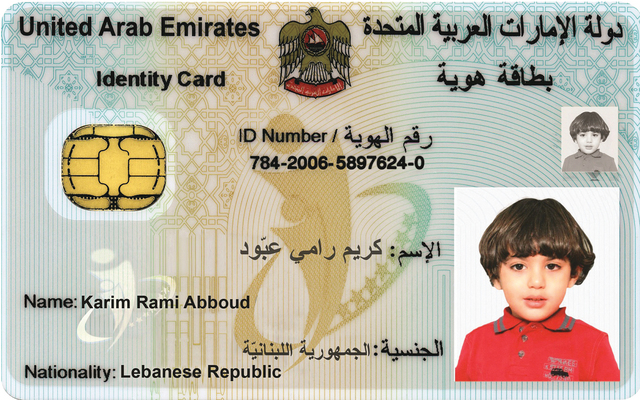 United Arab Emirates
دولة الإمارات العربية المتحدة
Identity Card
بطاقة هوية
ID Number / رقم الهوية
784-2006-5897624-0
الإسم: كريم رامي عبّود
Name: Karim Rami Abboud
الجنسية: الجمهورية اللبنانيّة
Nationality: Lebanese Republic